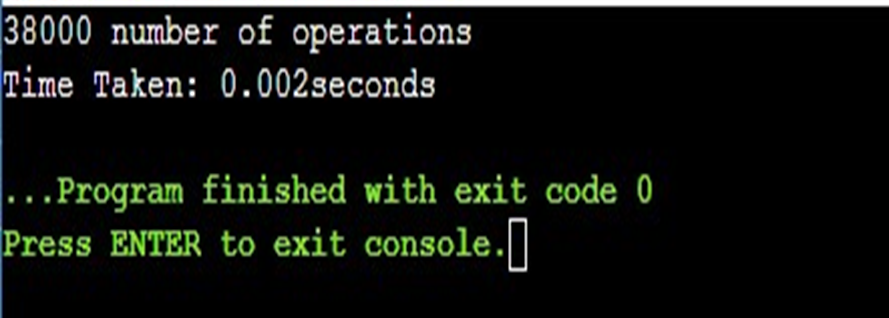 38000 number of operations
Time Taken: 0.002seconds
...Program finished with exit code 0
Press ENTER to exit console.